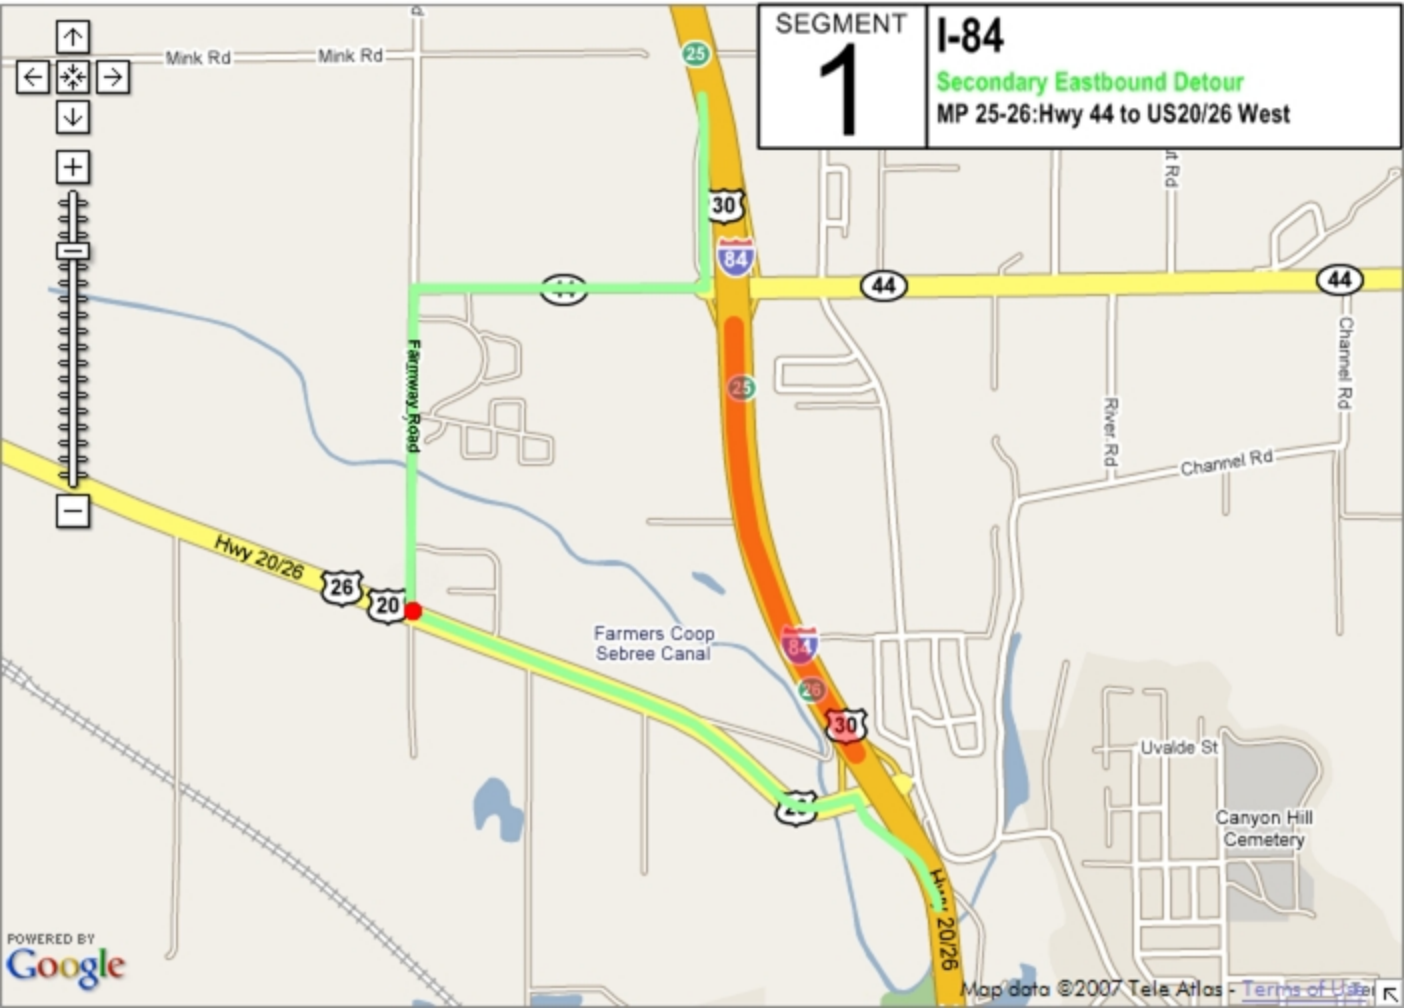 SEGMENT
1
I-84
Secondary Eastbound Detour
MP 25-26:Hwy 44 to US20/26 West
Mink Rd
Mink Rd
25
30
84
44
44
44
Farmway Road
25
Channel Rd
River Rd
Channel Rd
Hwy 20/26
26
20
Farmers Coop
Sebree Canal
84
26
30
Uvalde St
Canyon Hill
Cemetery
Hwy 20/26
POWERED BY
Google
Map data ©2007 Tele Atlas - Terms of Use